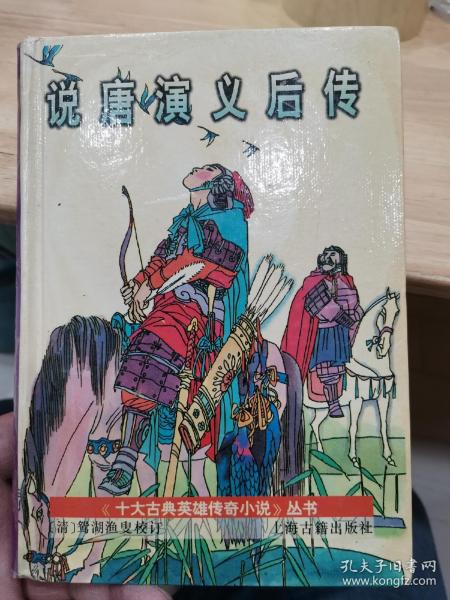 说唐演义后传
《十大古典英雄传奇小说》丛书
〔清〕鸳湖渔叟校订 上海古籍出版社
孔夫子旧书网
www.kongfz.com